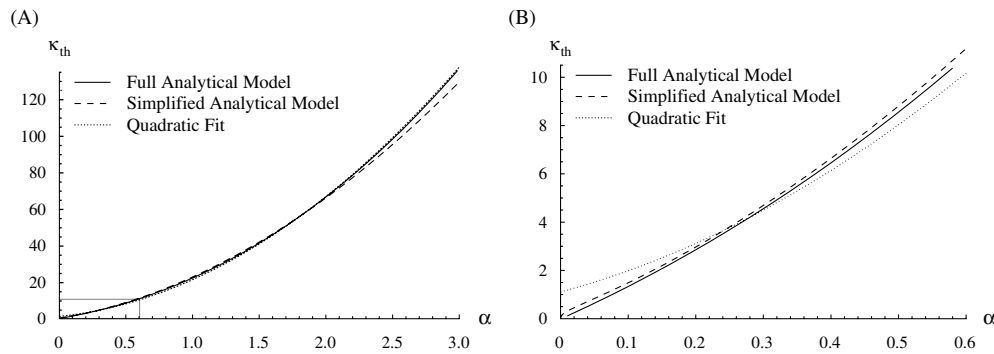 (A)
κth
Full Analytical Model
Simplified Analytical Model
Quadratic Fit
120
100
80
60
40
20
0
0 0.5 1.0 1.5 2.0 2.5 3.0
α
(B)
κth
Full Analytical Model
Simplified Analytical Model
Quadratic Fit
10
8
6
4
2
0
0 0.1 0.2 0.3 0.4 0.5 0.6
α